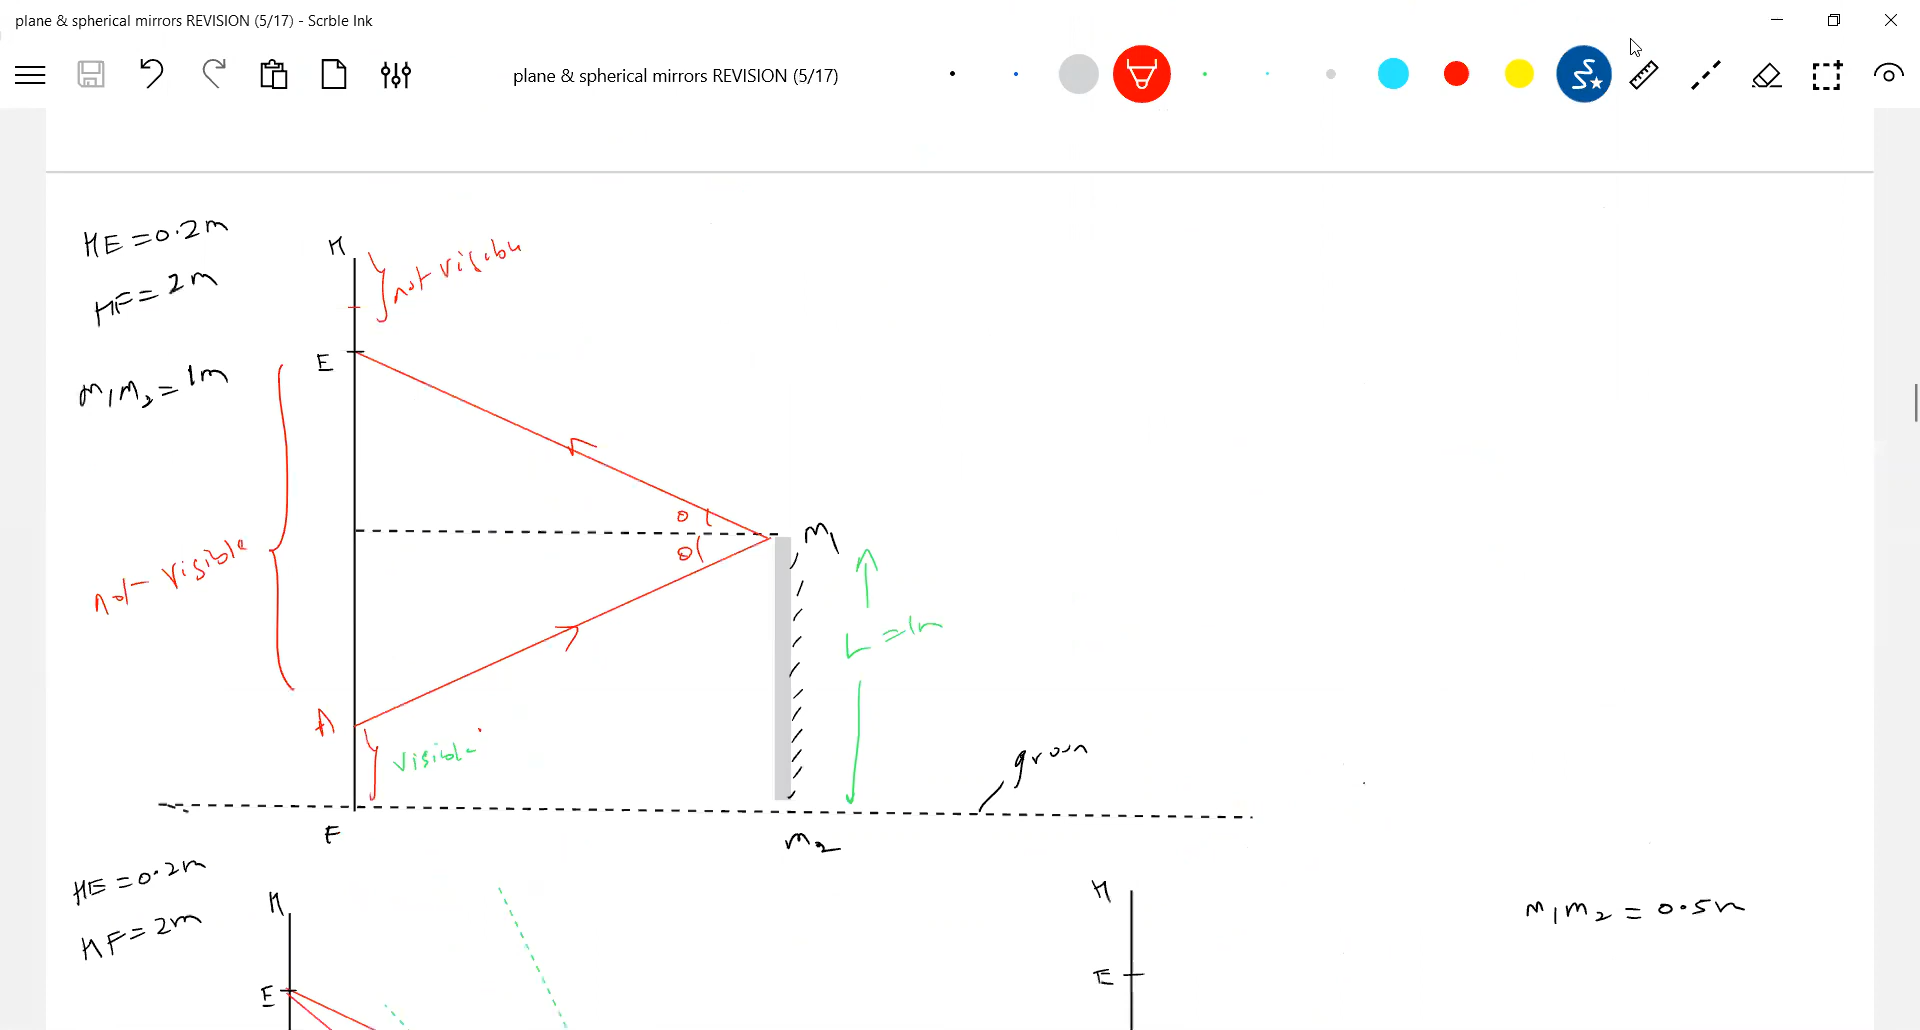 plane & spherical mirrors REVISION (5/17) - Scrble Ink
plane & spherical mirrors REVISION (5/17)
HE = 0.2m
HF = 2m
M1M2 = 1m
H
not visible
E
not visible
θ
θ
M1
L = 1m
A
visible
groun
F
M2
HE = 0.2m
HF = 2m
H
E
H
E
M1M2 = 0.5m